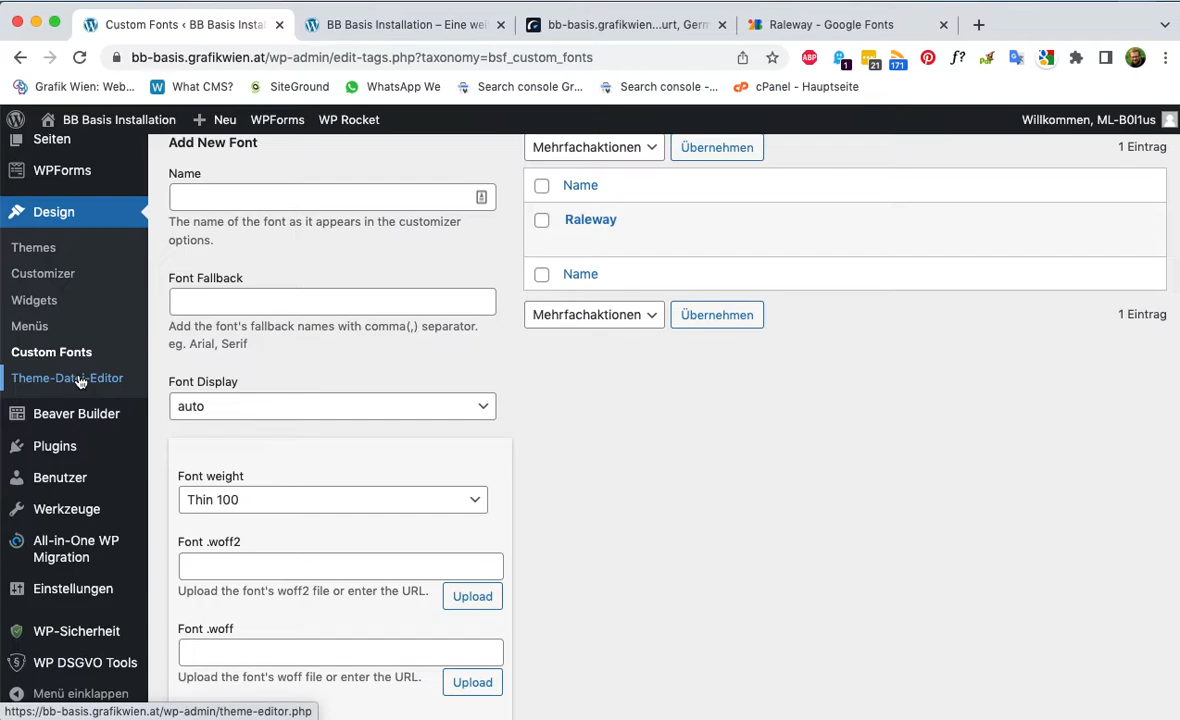 Custom Fonts ‹ BB Basis Instal
BB Basis Installation – Eine wei
bb-basis.grafikwien...urt, Gerr
Raleway - Google Fonts
bb-basis.grafikwien.at/wp-admin/edit-tags.php?taxonomy=bsf_custom_fonts
ABP
1
21
171
f?
Grafik Wien: Web...
What CMS?
SiteGround
WhatsApp We
Search console Gr...
Search console -...
cPanel - Hauptseite
BB Basis Installation
Neu
WPForms
WP Rocket
Willkommen, ML-B0l1us
Seiten
WPForms
Design
Themes
Customizer
Widgets
Menüs
Custom Fonts
Theme-Datei-Editor
Beaver Builder
Plugins
Benutzer
Werkzeuge
All-in-One WP
Migration
Einstellungen
WP-Sicherheit
WP DSGVO Tools
Menü einklappen
Add New Font
Name
The name of the font as it appears in the customizer
options.
Font Fallback
Add the font's fallback names with comma(,) separator.
eg. Arial, Serif
Font Display
auto
Font weight
Thin 100
Font .woff2
Upload the font's woff2 file or enter the URL.
Upload
Font .woff
Upload the font's woff file or enter the URL.
Upload
Mehrfachaktionen
Übernehmen
1 Eintrag
Name
Raleway
Name
Mehrfachaktionen
Übernehmen
1 Eintrag
https://bb-basis.grafikwien.at/wp-admin/theme-editor.php